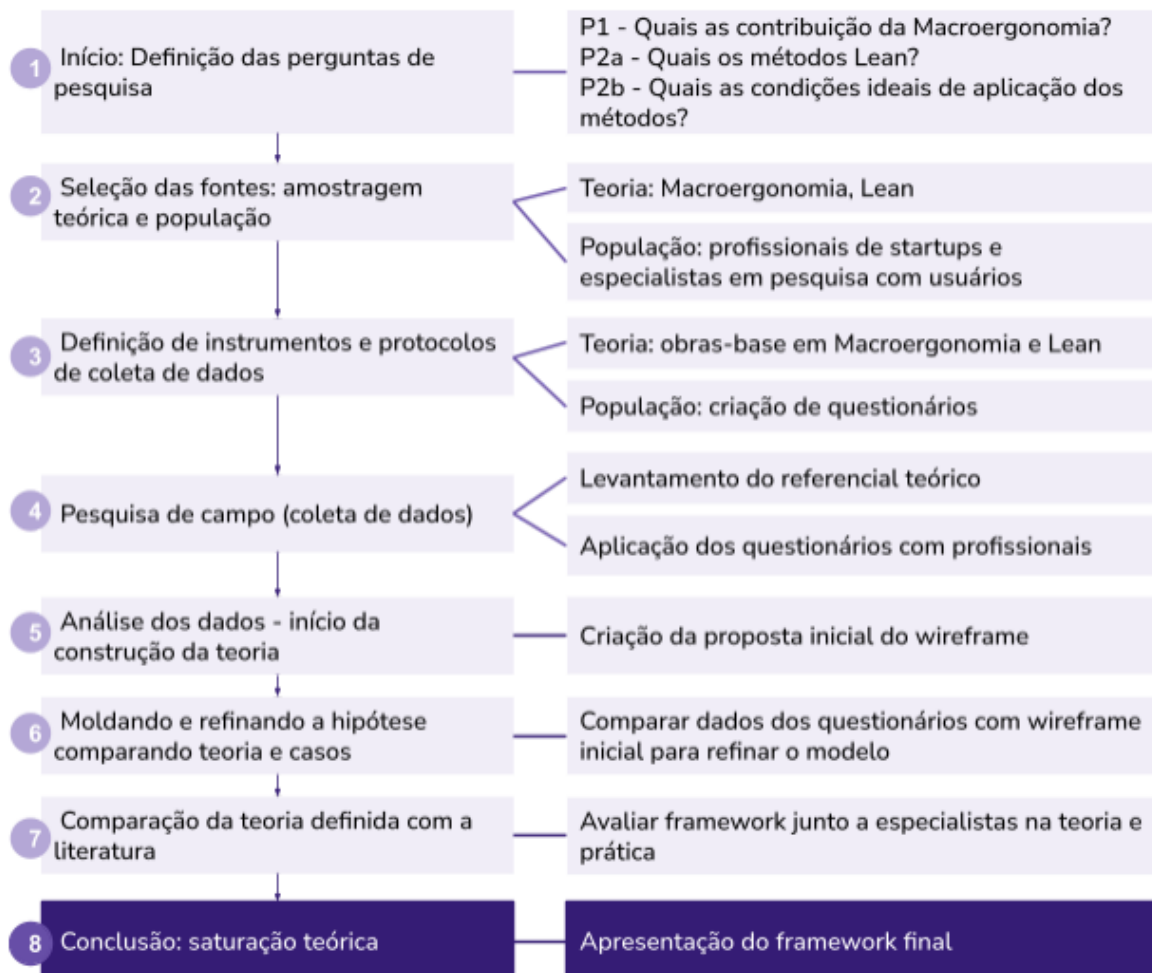 1
Início: Definição das perguntas de
pesquisa
P1 - Quais as contribuição da Macroergonomia?
P2a - Quais os métodos Lean?
P2b - Quais as condições ideais de aplicação dos
métodos?
2
Seleção das fontes: amostragem
teórica e população
Teoria: Macroergonomia, Lean
População: profissionais de startups e
especialistas em pesquisa com usuários
3
Definição de instrumentos e protocolos
de coleta de dados
Teoria: obras-base em Macroergonomia e Lean
População: criação de questionários
4
Pesquisa de campo (coleta de dados)
Levantamento do referencial teórico
Aplicação dos questionários com profissionais
5
Análise dos dados - início da
construção da teoria
Criação da proposta inicial do wireframe
6
Moldando e refinando a hipótese
comparando teoria e casos
Comparar dados dos questionários com wireframe
inicial para refinar o modelo
7
Comparação da teoria definida com a
literatura
Avaliar framework junto a especialistas na teoria e
prática
8
Conclusão: saturação teórica
Apresentação do framework final